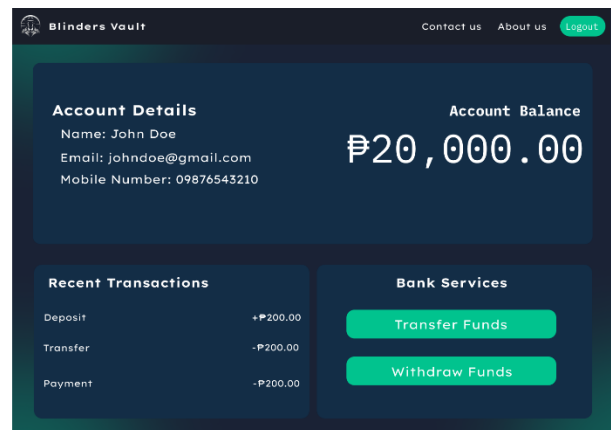 Blinders Vault
Contact us
About us
Logout
Account Details
Name: John Doe
Email: johndoe@gmail.com
Mobile Number: 09876543210
Account Balance
₱20,000.00
Recent Transactions
Deposit +₱200.00
Transfer -₱200.00
Payment -₱200.00
Bank Services
Transfer Funds
Withdraw Funds